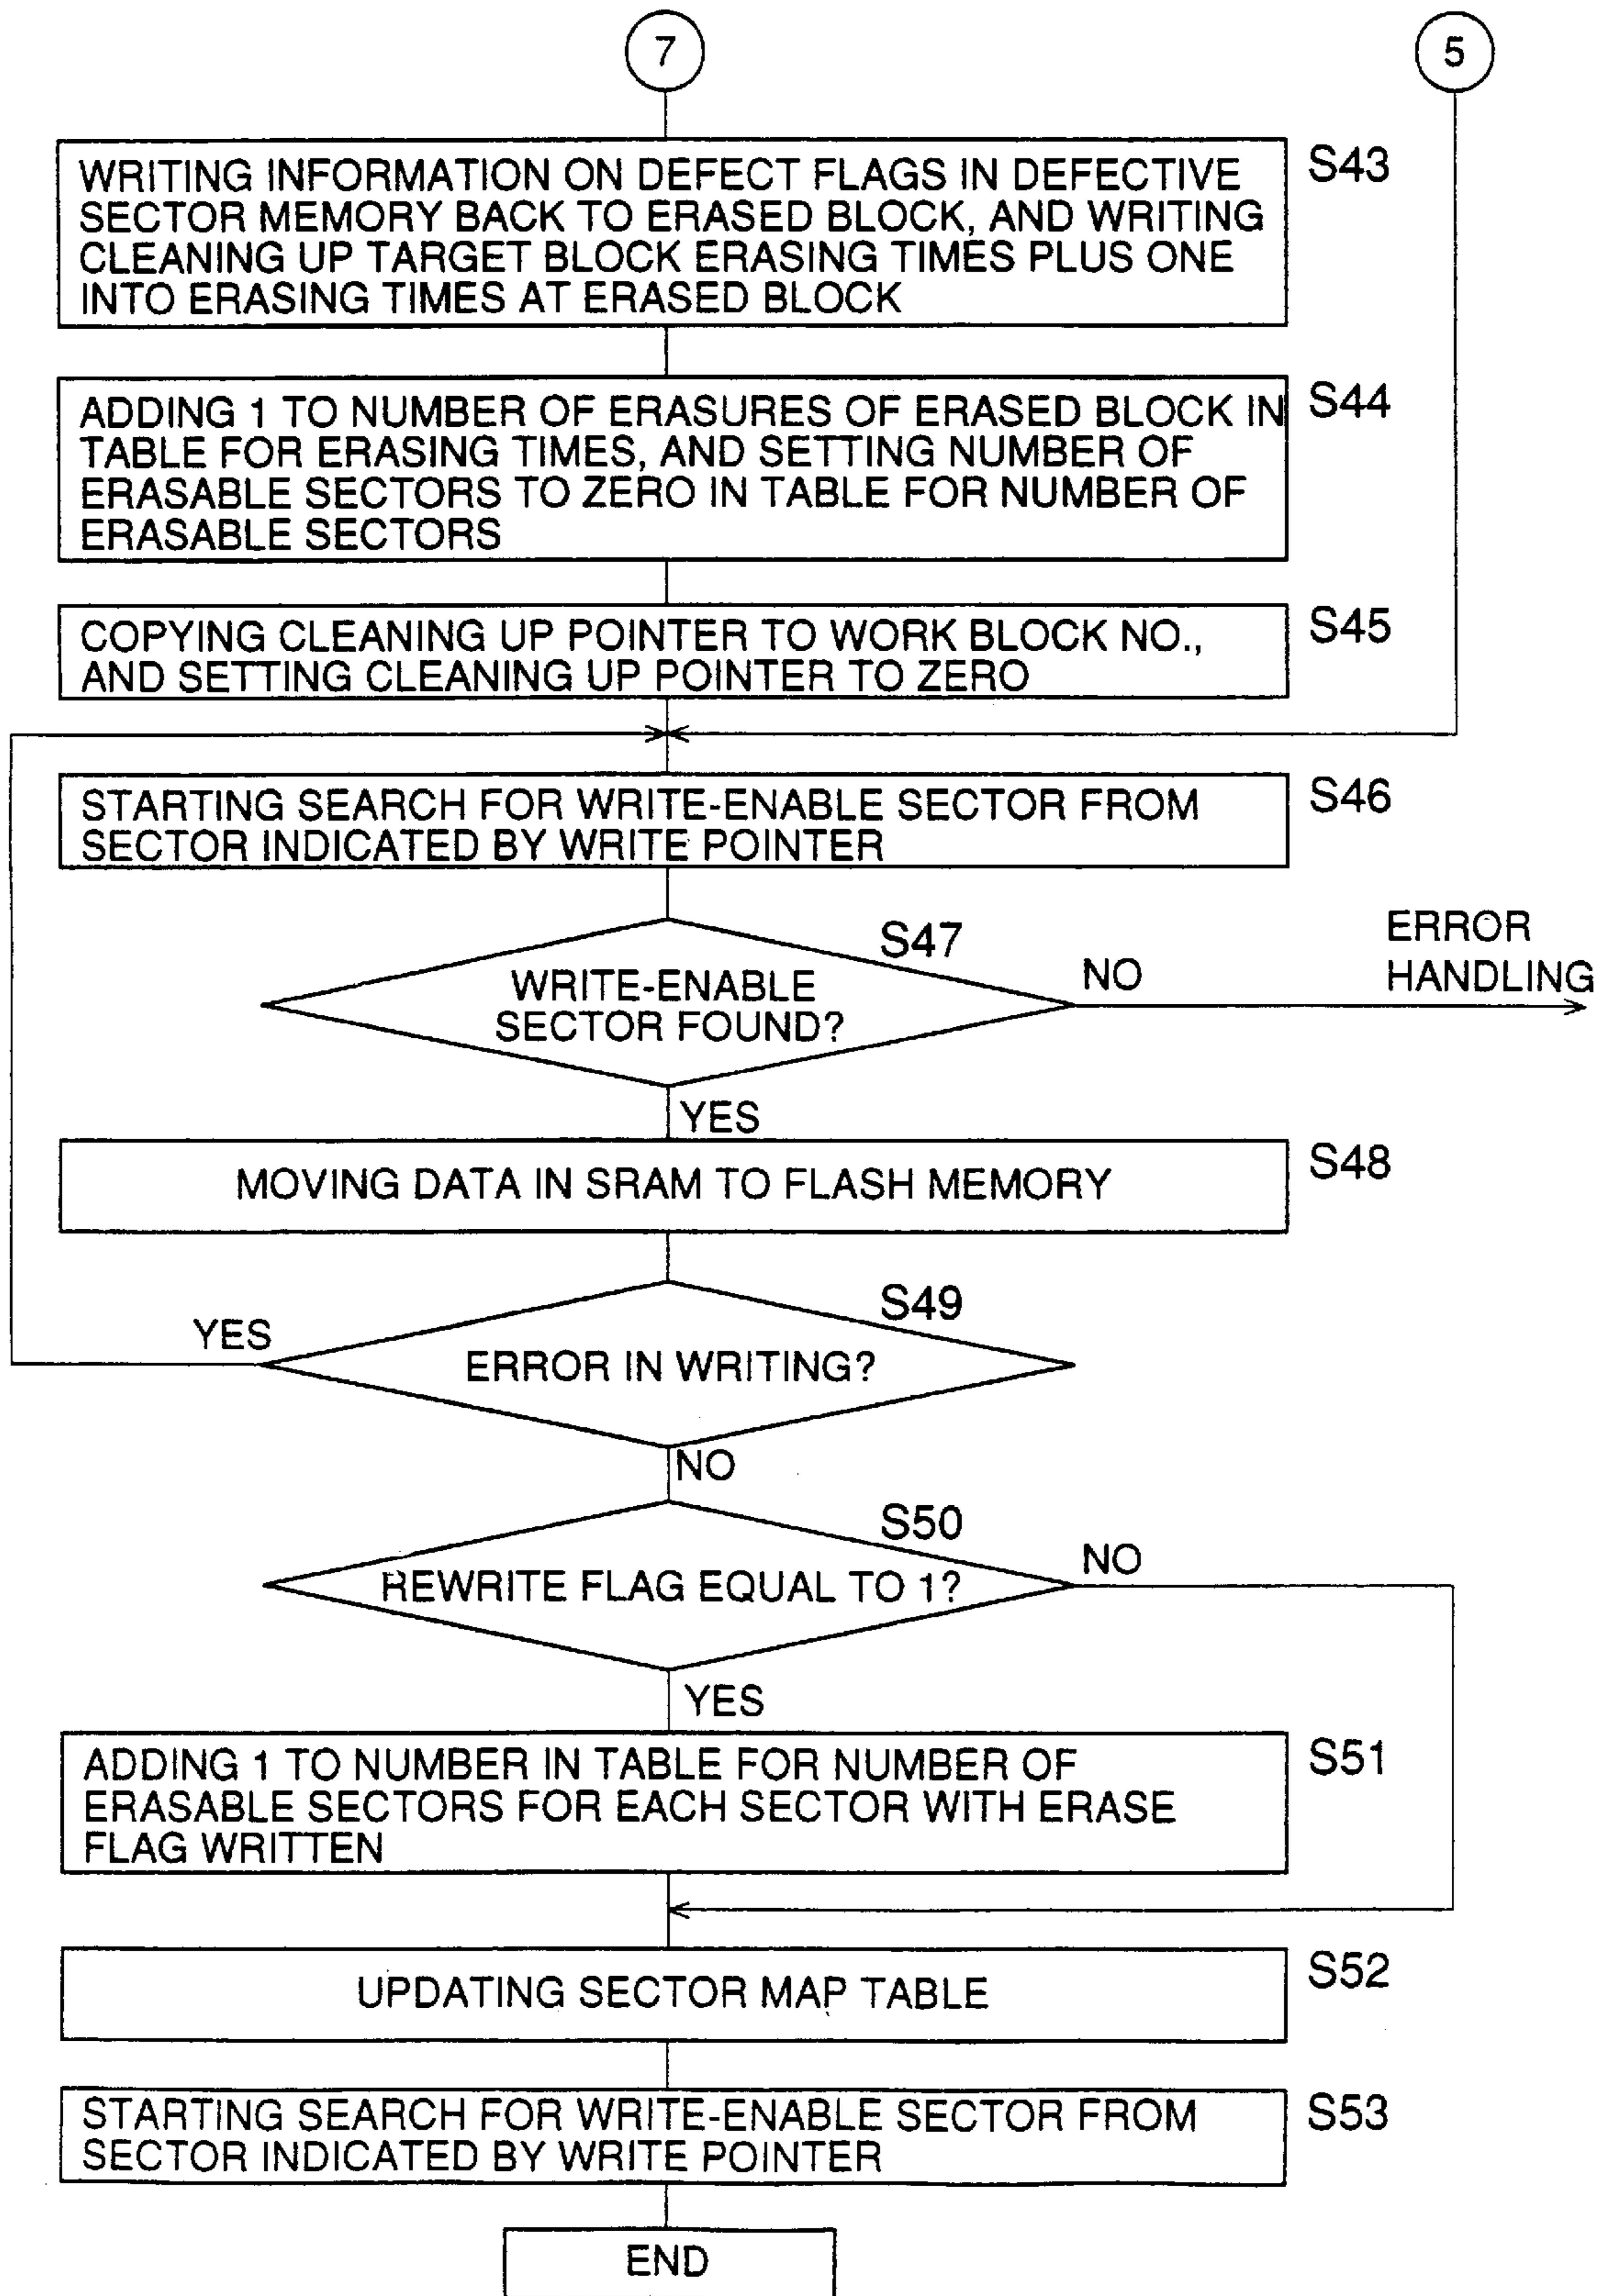 7
5
WRITING INFORMATION ON DEFECT FLAGS IN DEFECTIVE
SECTOR MEMORY BACK TO ERASED BLOCK, AND WRITING
CLEANING UP TARGET BLOCK ERASING TIMES PLUS ONE
INTO ERASING TIMES AT ERASED BLOCK
S43
ADDING 1 TO NUMBER OF ERASURES OF ERASED BLOCK IN
TABLE FOR ERASING TIMES, AND SETTING NUMBER OF
ERASABLE SECTORS TO ZERO IN TABLE FOR NUMBER OF
ERASABLE SECTORS
S44
COPYING CLEANING UP POINTER TO WORK BLOCK NO.,
AND SETTING CLEANING UP POINTER TO ZERO
S45
STARTING SEARCH FOR WRITE-ENABLE SECTOR FROM
SECTOR INDICATED BY WRITE POINTER
S46
S47
WRITE-ENABLE
SECTOR FOUND?
NO
ERROR
HANDLING
YES
MOVING DATA IN SRAM TO FLASH MEMORY
S48
S49
YES
ERROR IN WRITING?
NO
S50
REWRITE FLAG EQUAL TO 1?
NO
YES
ADDING 1 TO NUMBER IN TABLE FOR NUMBER OF
ERASABLE SECTORS FOR EACH SECTOR WITH ERASE
FLAG WRITTEN
S51
UPDATING SECTOR MAP TABLE
S52
STARTING SEARCH FOR WRITE-ENABLE SECTOR FROM
SECTOR INDICATED BY WRITE POINTER
S53
END